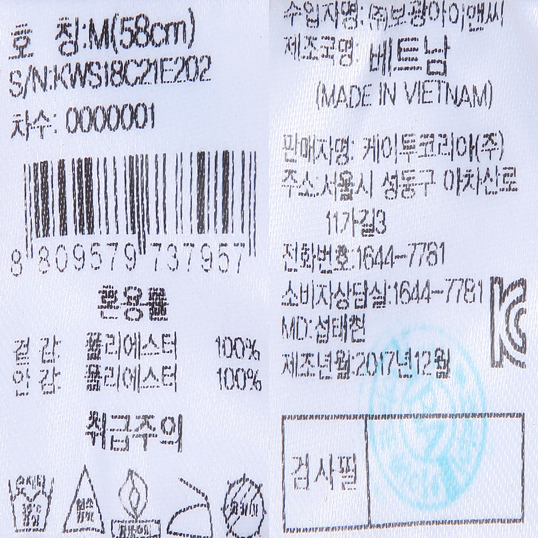 호 칭:M(58cm)
S/N:KWS18C21E202
차수: 0000001
8 809579 737957
혼용률
겉 감: 폴리에스터 100%
안 감: 폴리에스터 100%
취급주의
수입자명: (주)보광아이앤씨
제조국명: 베트남
(MADE IN VIETNAM)
판매자명: 케이투코리아(주)
주소:서울시 성동구 아차산로
11가길3
전화번호:1644-7781
소비자상담실:1644-7781
MD:섭태현
제조년월:2017년12월
검사필